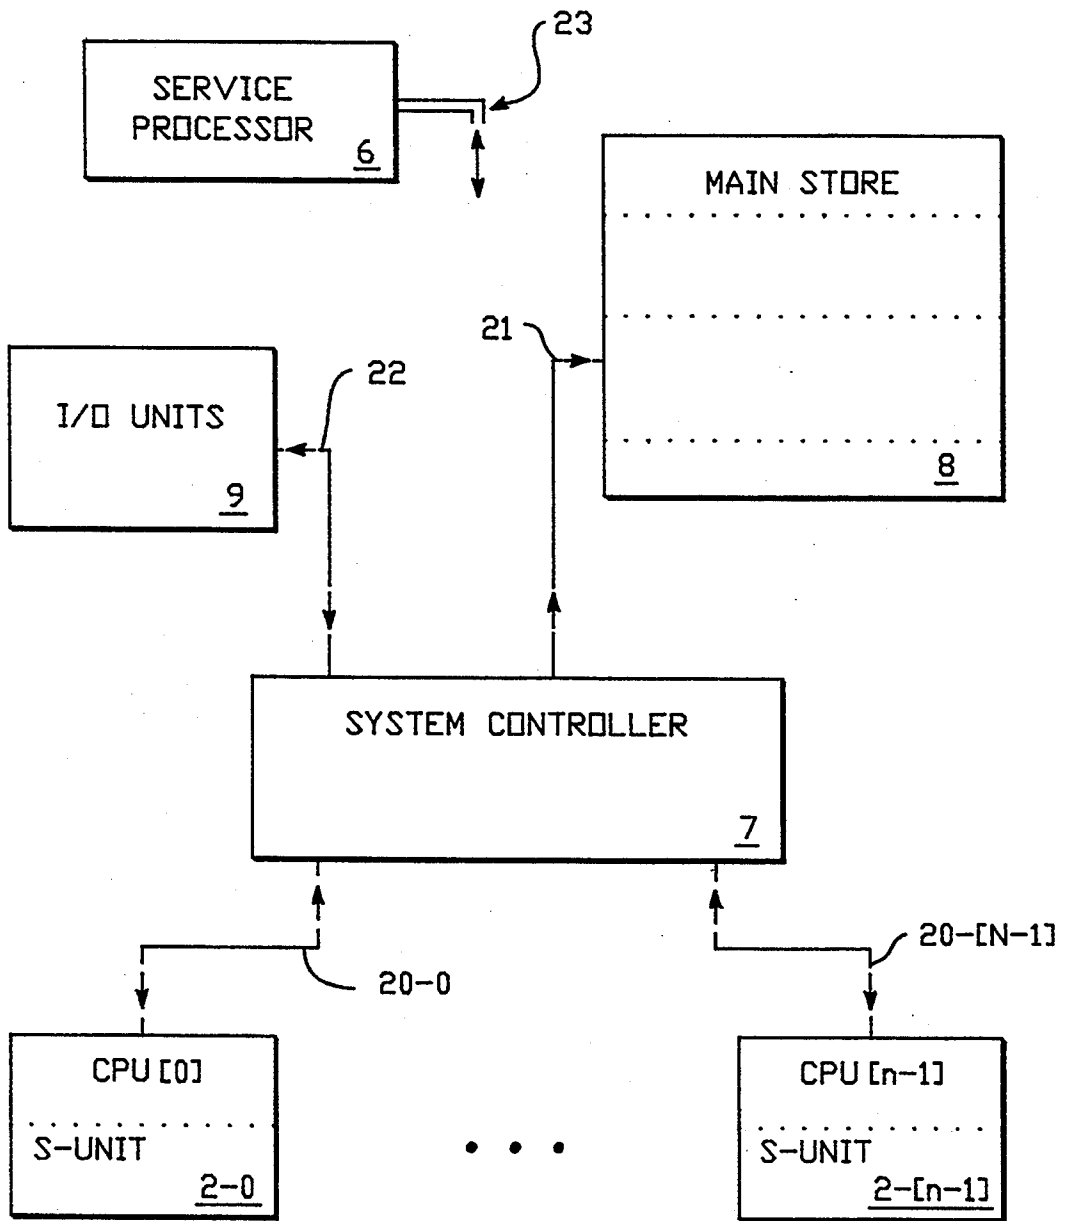 23
SERVICE
PROCESSOR
6
MAIN STORE
21
22
I/O UNITS
8
9
SYSTEM CONTROLLER
7
20-[N-1]
20-0
CPU[0]
CPU[n-1]
S-UNIT
S-UNIT
2-0
2-[n-1]